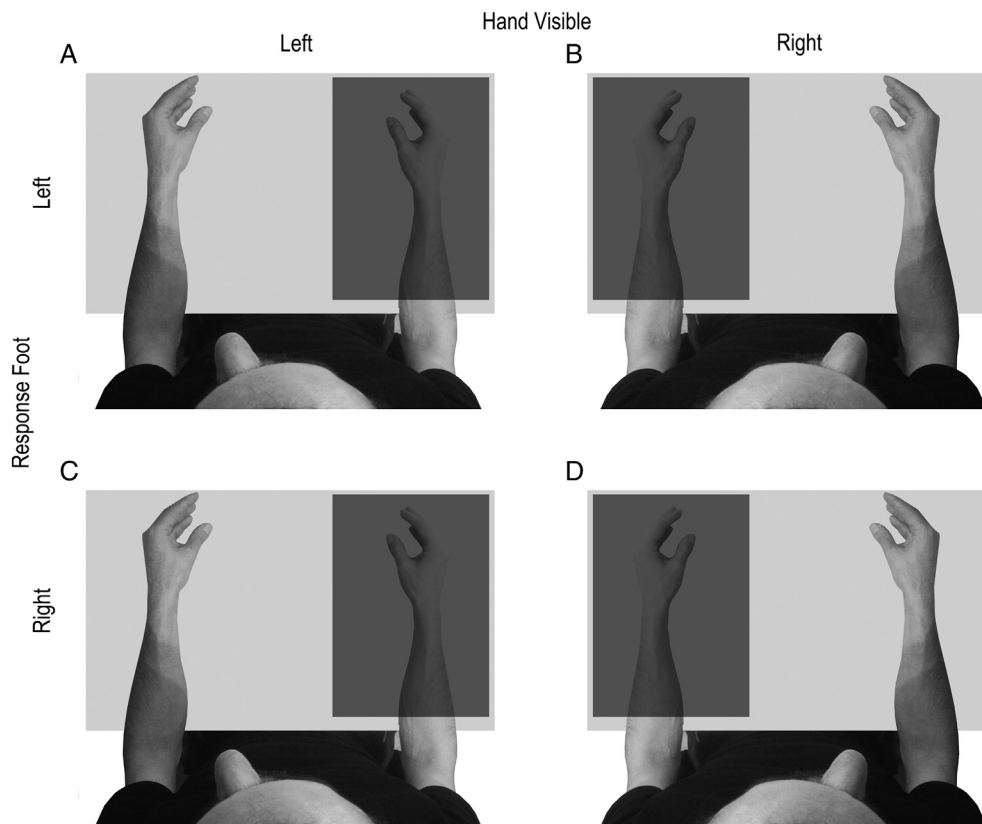 Hand Visible
Left
Right
A
B
Left
Response Foot
C
D
Right